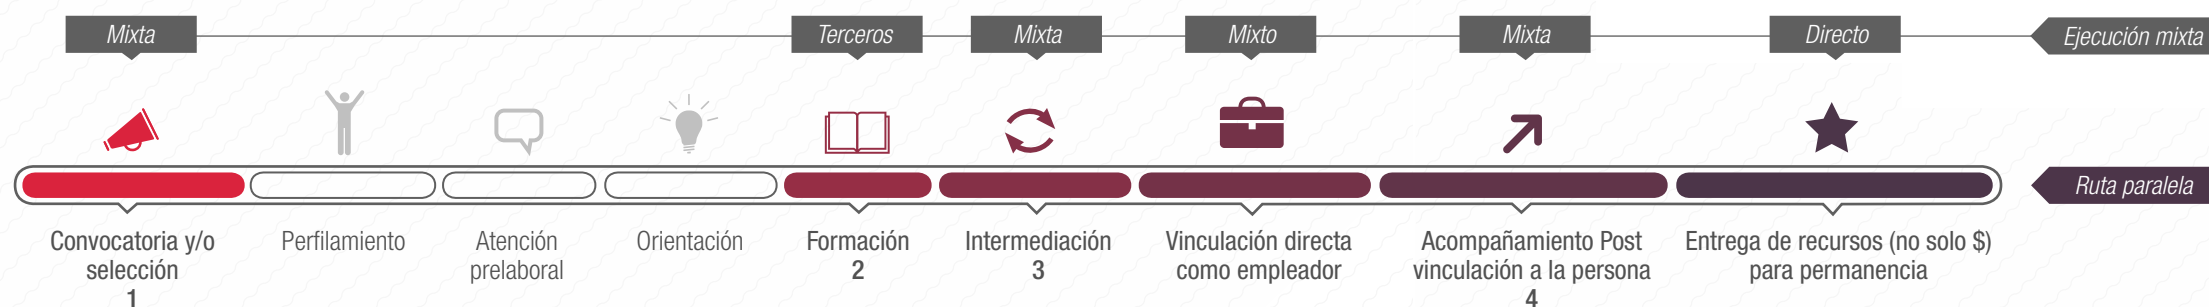 Mixta
Terceros
Mixta
Mixto
Mixta
Directo
Ejecución mixta
Ruta paralela
Convocatoria y/o
selección
1
Perfilamiento
Atención
prelaboral
Orientación
Formación
2
Intermediación
3
Vinculación directa
como empleador
Acompañamiento Post
vinculación a la persona
4
Entrega de recursos (no solo $)
para permanencia